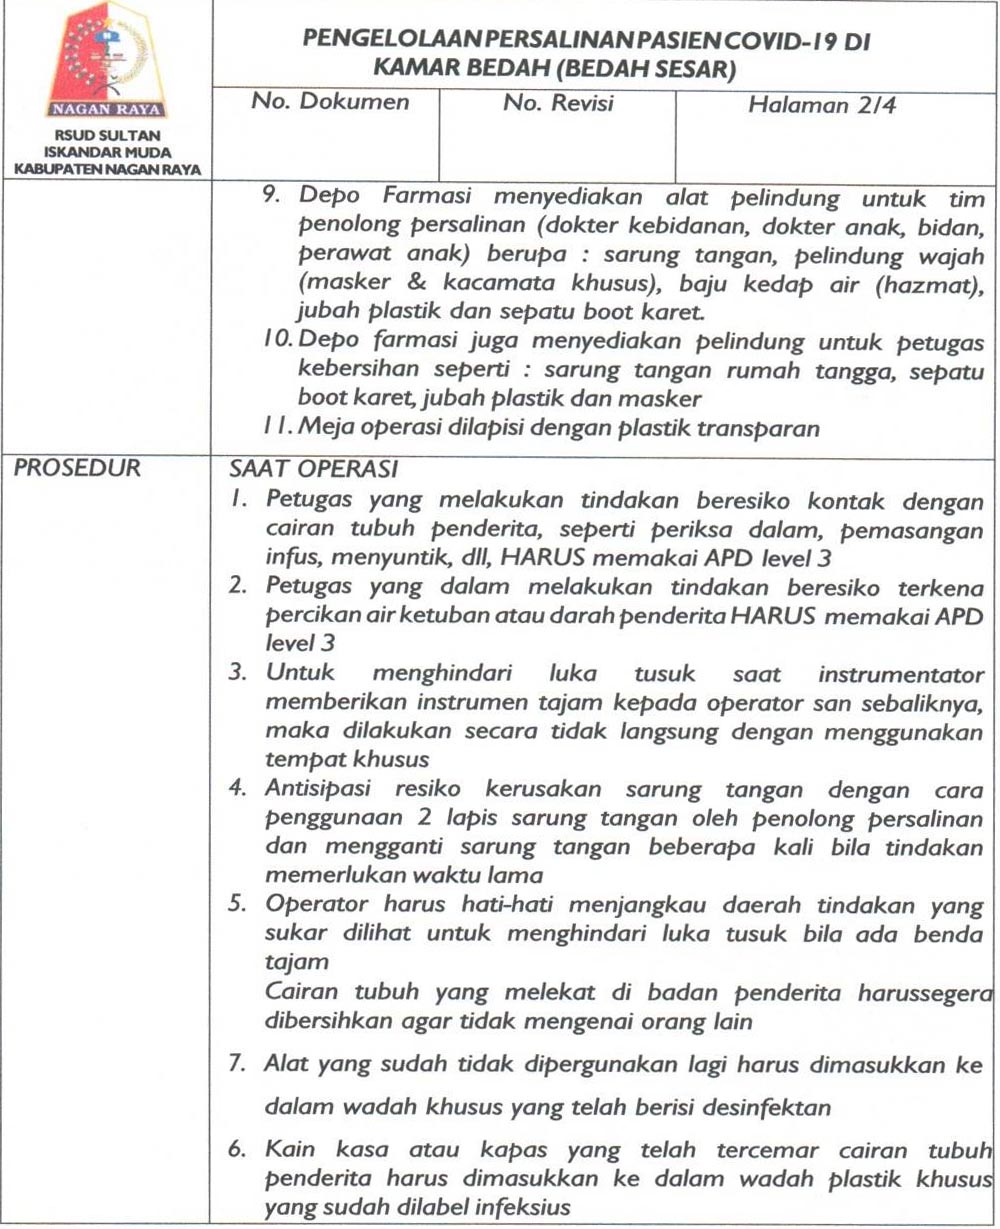 NAGAN RAYA
RSUD SULTAN
ISKANDAR MUDA
KABUPATEN NAGAN RAYA
PENGELOLAAN PERSALINAN PASIEN COVID-19 DI
KAMAR BEDAH (BEDAH SESAR)
No. Dokumen
No. Revisi
Halaman 2/4
9. Depo Farmasi menyediakan alat pelindung untuk tim
penolong persalinan (dokter kebidanan, dokter anak, bidan,
perawat anak) berupa : sarung tangan, pelindung wajah
(masker & kacamata khusus), baju kedap air (hazmat),
jubah plastik dan sepatu boot karet.
10. Depo farmasi juga menyediakan pelindung untuk petugas
kebersihan seperti : sarung tangan rumah tangga, sepatu
boot karet, jubah plastik dan masker
11. Meja operasi dilapisi dengan plastik transparan
PROSEDUR
SAAT OPERASI
1. Petugas yang melakukan tindakan beresiko kontak dengan
cairan tubuh penderita, seperti periksa dalam, pemasangan
infus, menyuntik, dll, HARUS memakai APD level 3
2. Petugas yang dalam melakukan tindakan beresiko terkena
percikan air ketuban atau darah penderita HARUS memakai APD
level 3
3. Untuk menghindari luka tusuk saat instrumentator
memberikan instrumen tajam kepada operator san sebaliknya,
maka dilakukan secara tidak langsung dengan menggunakan
tempat khusus
4. Antisipasi resiko kerusakan sarung tangan dengan cara
penggunaan 2 lapis sarung tangan oleh penolong persalinan
dan mengganti sarung tangan beberapa kali bila tindakan
memerlukan waktu lama
5. Operator harus hati-hati menjangkau daerah tindakan yang
sukar dilihat untuk menghindari luka tusuk bila ada benda
tajam
Cairan tubuh yang melekat di badan penderita harussegera
dibersihkan agar tidak mengenai orang lain
7. Alat yang sudah tidak dipergunakan lagi harus dimasukkan ke
dalam wadah khusus yang telah berisi desinfektan
6. Kain kasa atau kapas yang telah tercemar cairan tubuh
penderita harus dimasukkan ke dalam wadah plastik khusus
yang sudah dilabel infeksius